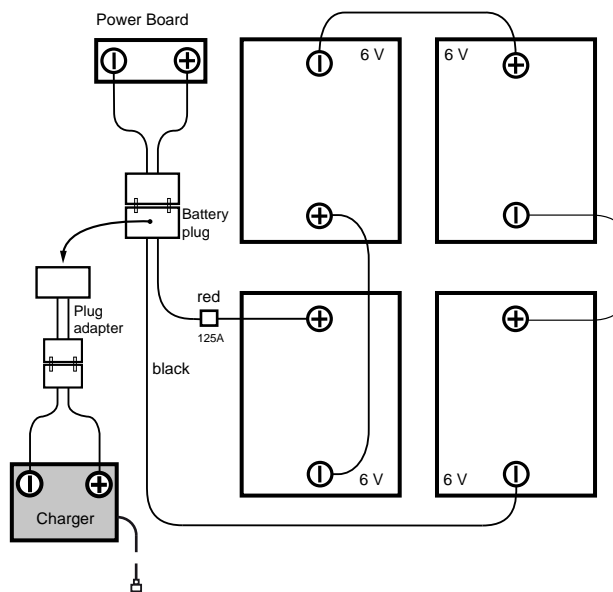 Power Board
6 V
6 V
Battery
plug
Plug
adapter
red
125A
black
6 V
6 V
Charger